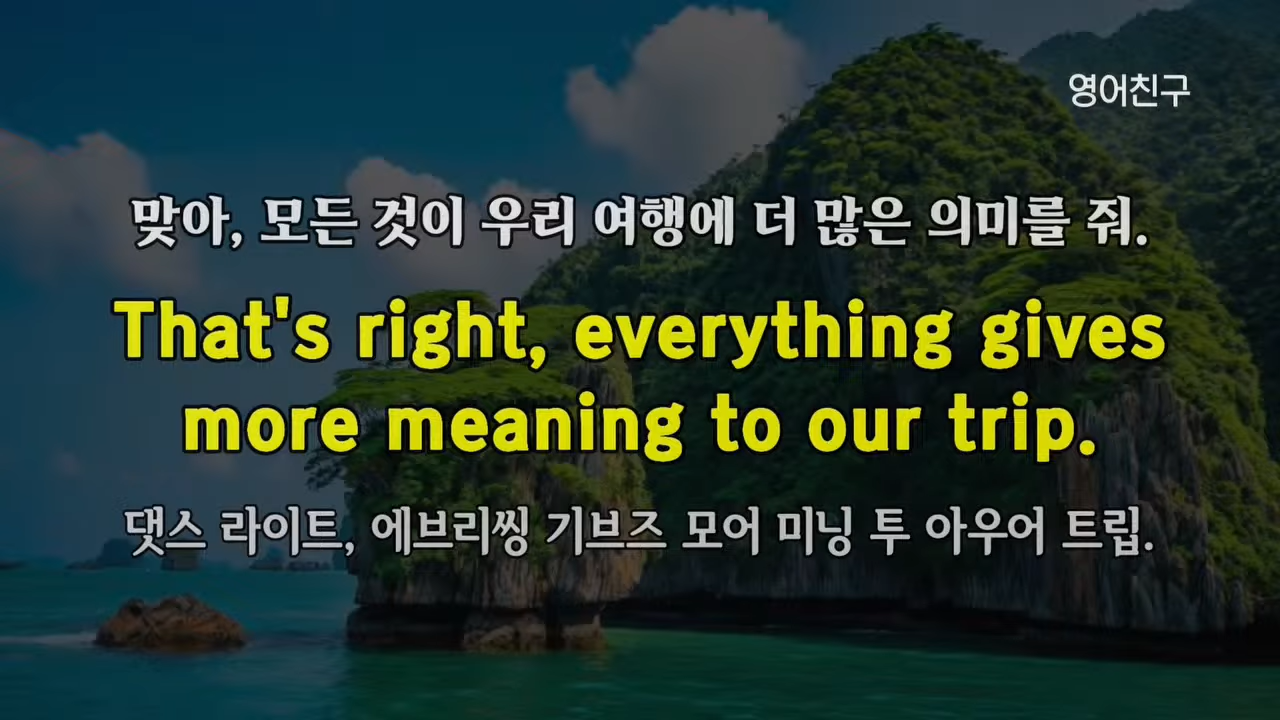 영어친구
맞아, 모든 것이 우리 여행에 더 많은 의미를 줘.
That's right, everything gives
more meaning to our trip.
댓스 라이트, 에브리씽 기브즈 모어 미닝 투 아우어 트립.